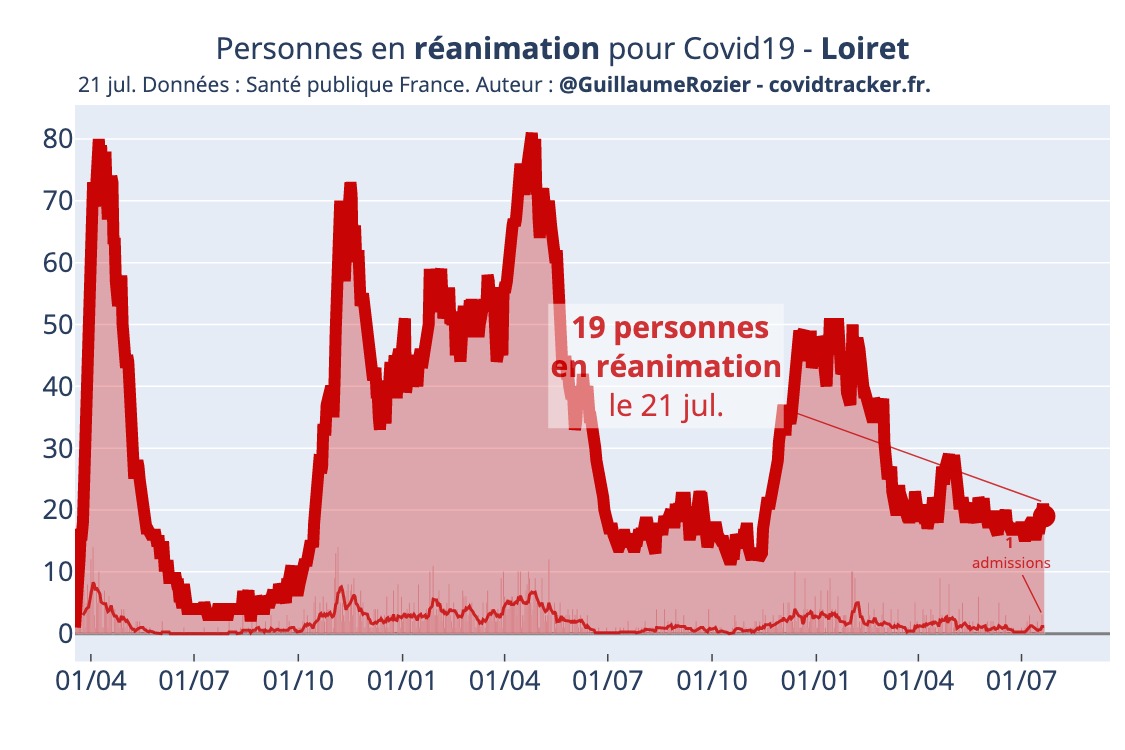 Personnes en réanimation pour Covid19 - Loiret
21 jul. Données : Santé publique France. Auteur : @GuillaumeRozier - covidtracker.fr.
80
70
60
50
40
30
20
10
0
19 personnes
en réanimation
le 21 jul.
1
admissions
01/04 01/07 01/10 01/01 01/04 01/07 01/10 01/01 01/04 01/07